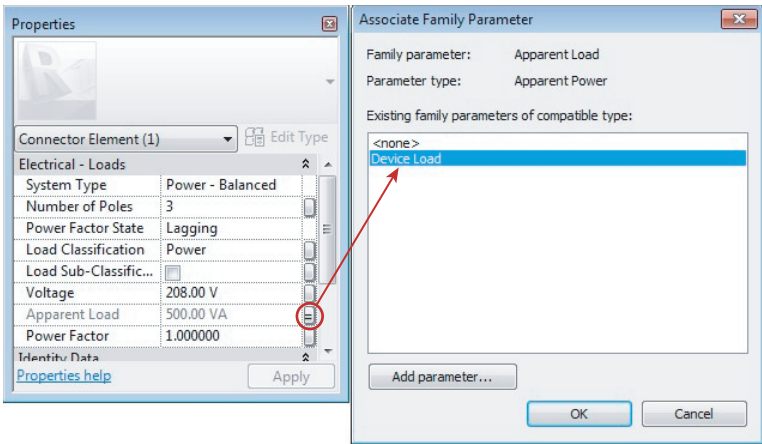 Properties
Connector Element (1)
Edit Type
Electrical - Loads
System Type Power - Balanced
Number of Poles 3
Power Factor State Lagging
Load Classification Power
Load Sub-Classific...
Voltage 208.00 V
Apparent Load 500.00 VA
Power Factor 1.000000
Identity Data
Properties help
Apply
Associate Family Parameter
Family parameter: Apparent Load
Parameter type: Apparent Power
Existing family parameters of compatible type:
<none>
Device Load
Add parameter...
OK Cancel